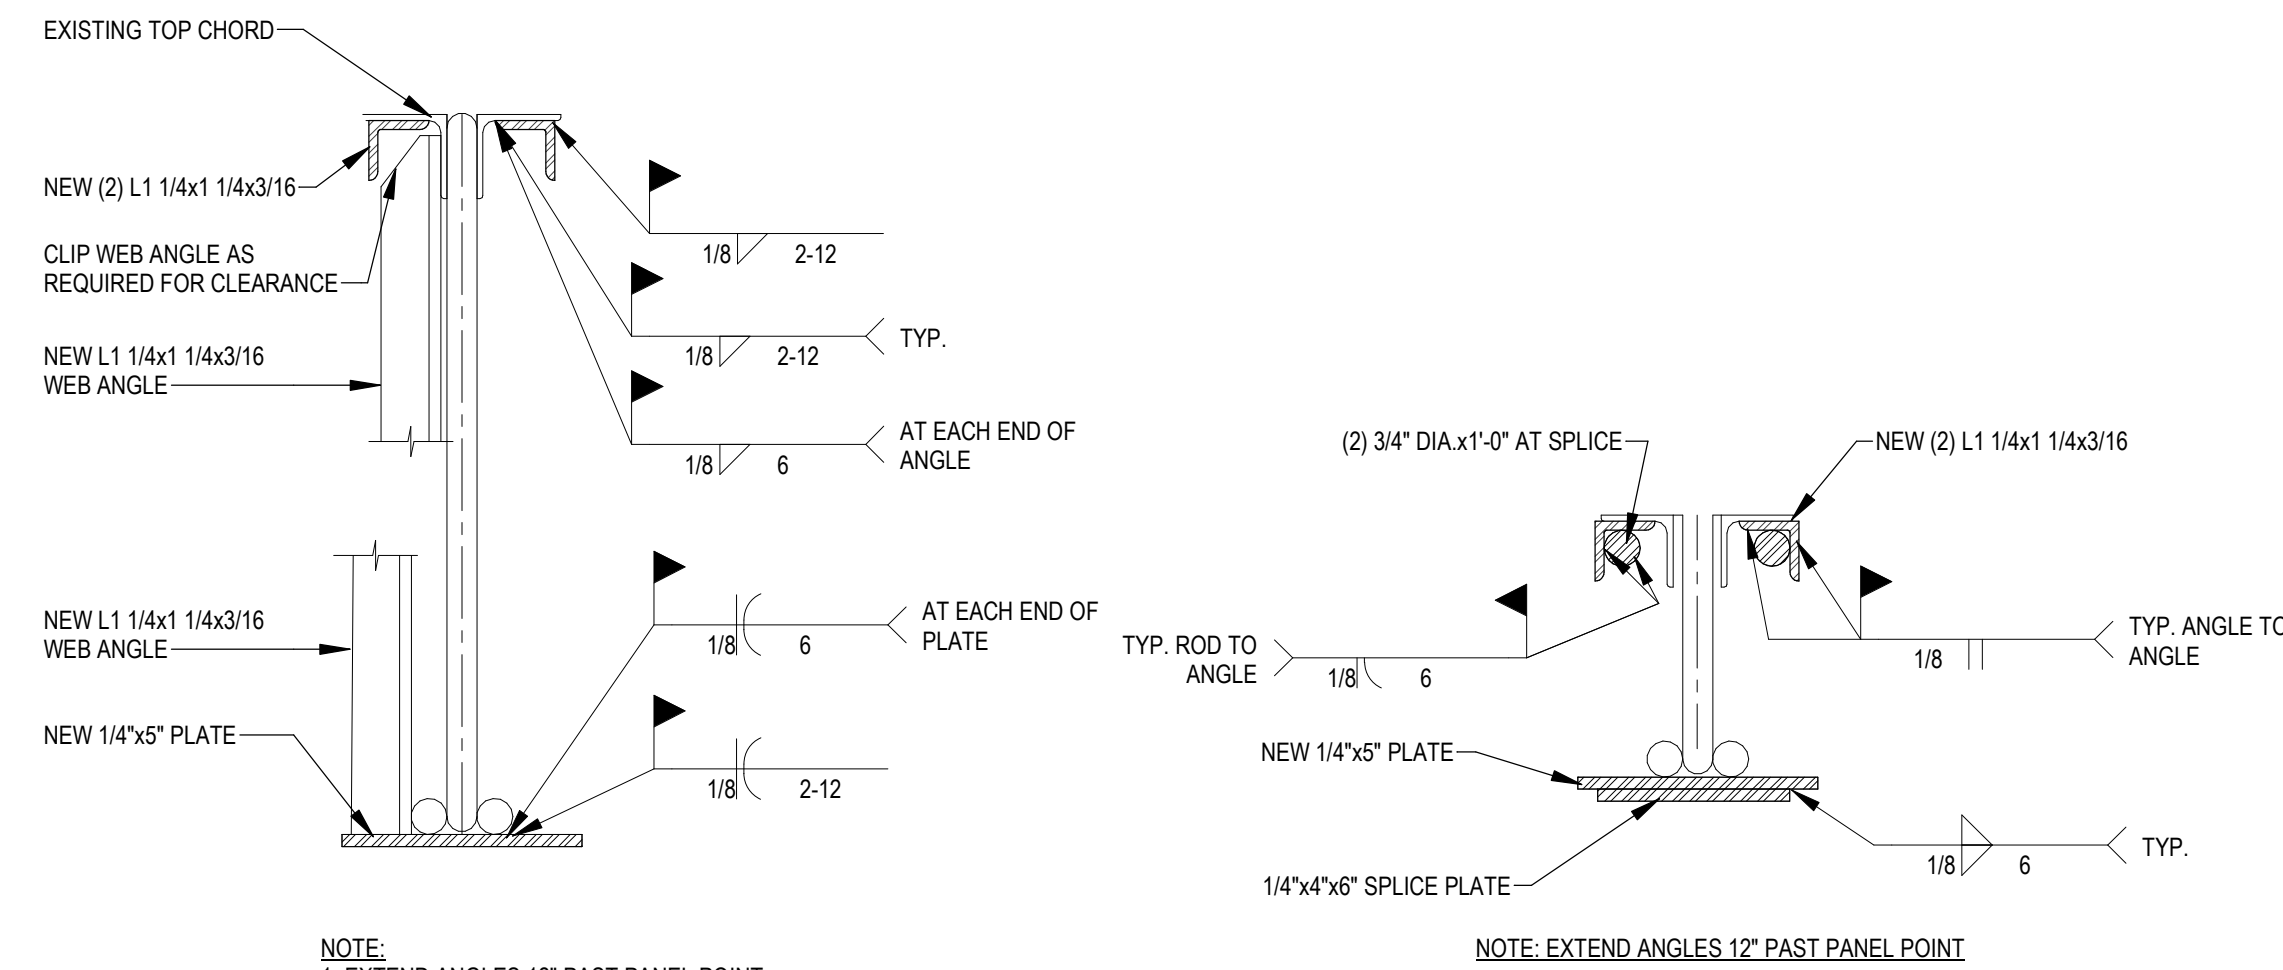 EXISTING TOP CHORD
NEW (2) L1 1/4x1 1/4x3/16
CLIP WEB ANGLE AS
REQUIRED FOR CLEARANCE
NEW L1 1/4x1 1/4x3/16
WEB ANGLE
NEW L1 1/4x1 1/4x3/16
WEB ANGLE
NEW 1/4"x5" PLATE
1/8 2-12
1/8 2-12
TYP.
1/8 6
AT EACH END OF
ANGLE
1/8 6
AT EACH END OF
PLATE
1/8 2-12
NOTE:
(2) 3/4" DIA.x1'-0" AT SPLICE
NEW (2) L1 1/4x1 1/4x3/16
TYP. ROD TO
ANGLE
1/8 6
1/8
TYP. ANGLE TO
ANGLE
NEW 1/4"x5" PLATE
1/4"x4"x6" SPLICE PLATE
1/8 6
TYP.
NOTE: EXTEND ANGLES 12" PAST PANEL POINT